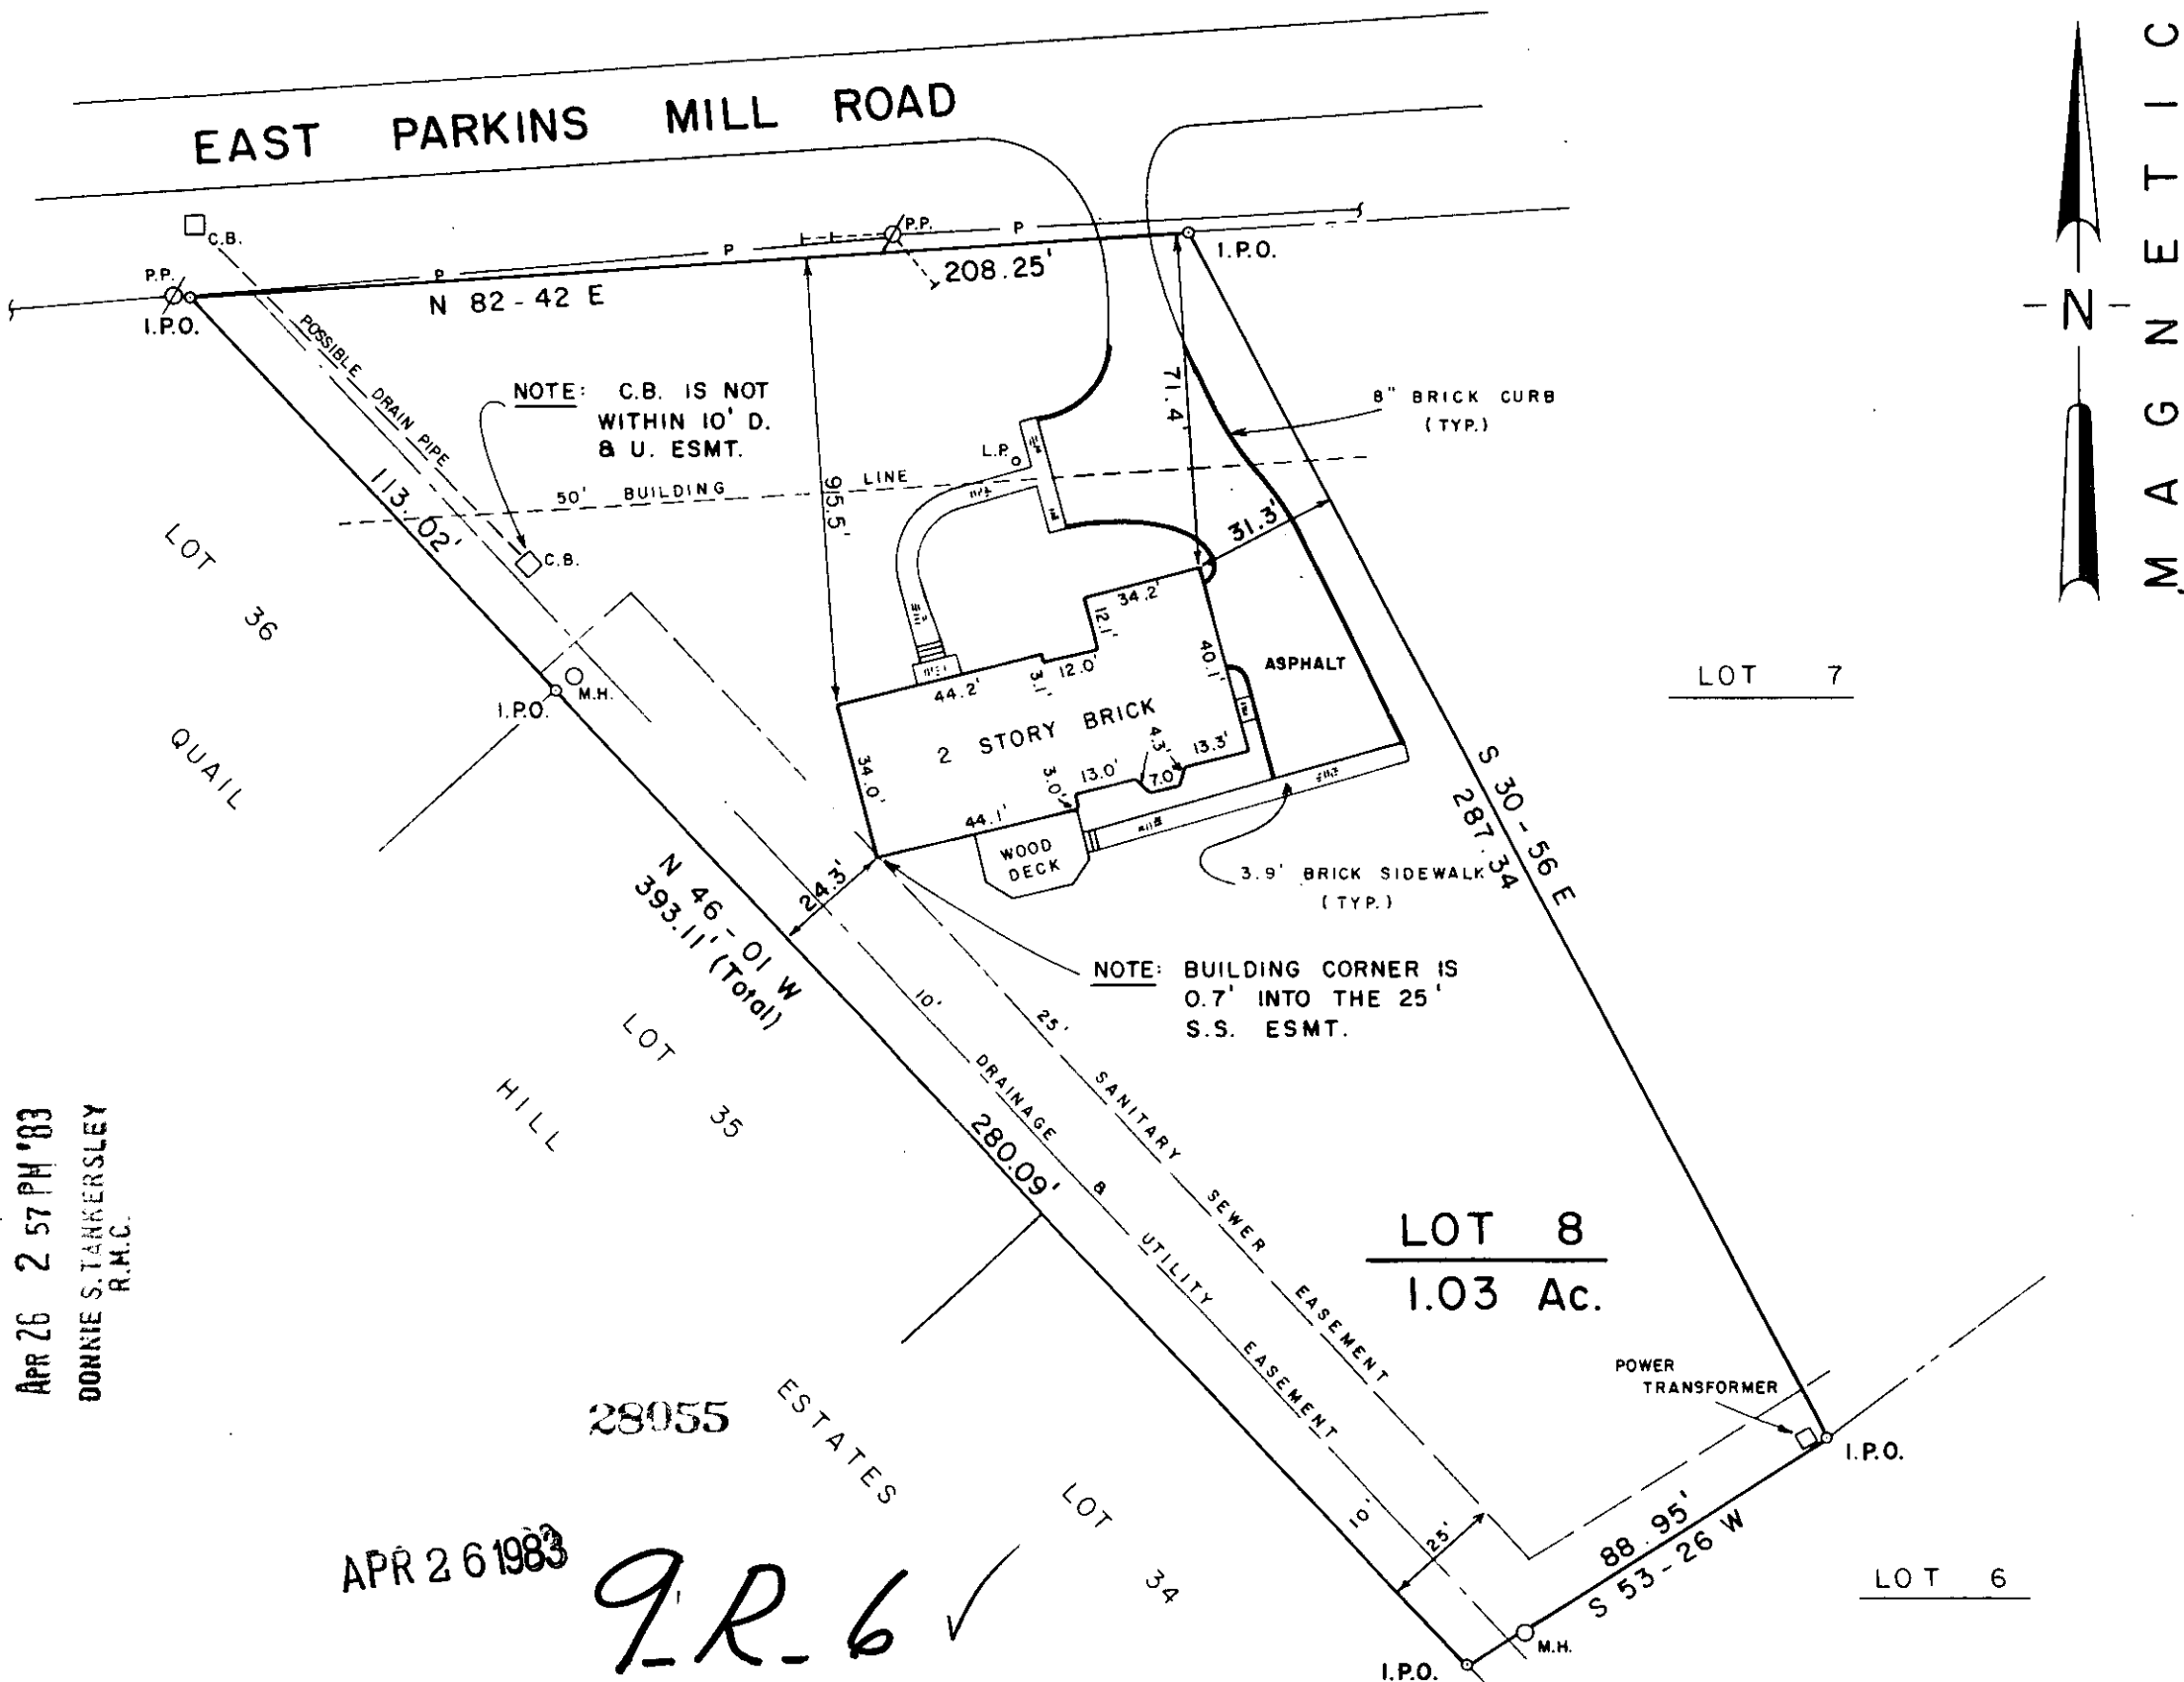 EAST PARKINS MILL ROAD
C.B.
P.P.
P.P.
P
P
P
I.P.O.
I.P.O.
208.25'
N 82-42 E
MAGNETIC
-N-
POSSIBLE DRAIN PIPE
NOTE: C.B. IS NOT
WITHIN 10' D.
& U. ESMT.
C.B.
50' BUILDING LINE
L.P.
71.4'
95.5'
31.3'
8" BRICK CURB
(TYP.)
113.02'
LOT 36
M.H.
I.P.O.
QUAIL
34.2'
12.1'
12.0'
3.1'
44.2'
40.1'
ASPHALT
2 STORY BRICK
34.0'
44.1'
3.0'
13.0'
7.0'
4.3'
13.3'
WOOD
DECK
3.9' BRICK SIDEWALK
(TYP.)
LOT 7
S 30-56 E
287.34
24.3'
N 46-01 W
393.11' (Total)
NOTE: BUILDING CORNER IS
0.7' INTO THE 25'
S.S. ESMT.
LOT 35
HILL
280.09'
10' DRAINAGE & UTILITY EASEMENT 10'
25' SANITARY SEWER EASEMENT
25'
LOT 8
1.03 Ac.
POWER
TRANSFORMER
I.P.O.
88.95'
S 53-26 W
M.H.
I.P.O.
LOT 6
LOT 34
ESTATES
APR 26 2 57 PM '83
DONNIE S. TANKERSLEY
R.M.C.
28055
APR 26 1983
9-R-6 ✓